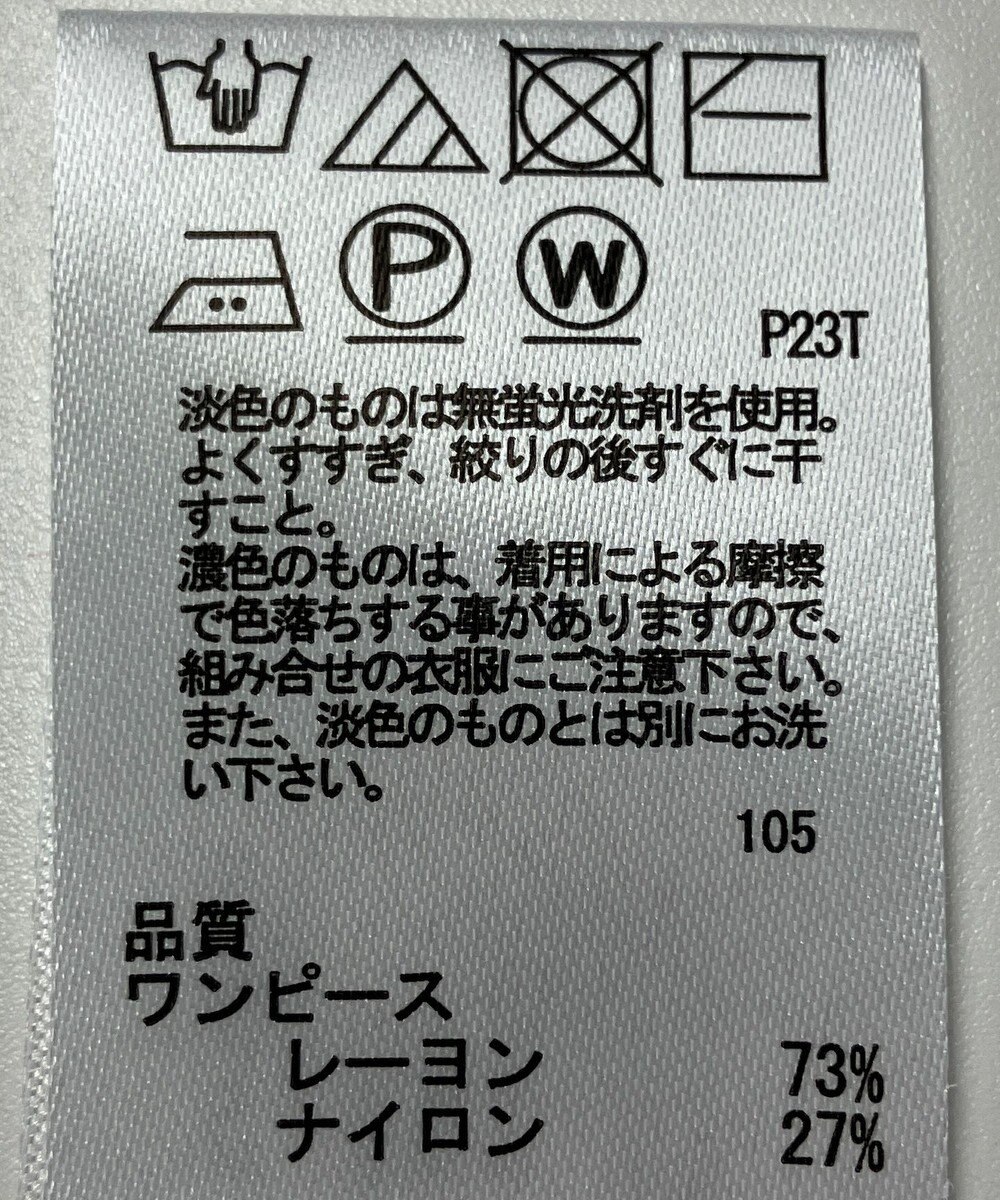 P
W
P23T
淡色のものは無蛍光洗剤を使用。
よくすすぎ、絞りの後すぐに干
すこと。
濃色のものは、着用による摩擦
で色落ちする事がありますので、
組み合せの衣服にご注意下さい。
また、淡色のものとは別にお洗
い下さい。
105
品質
ワンピース
レーヨン 73%
ナイロン 27%